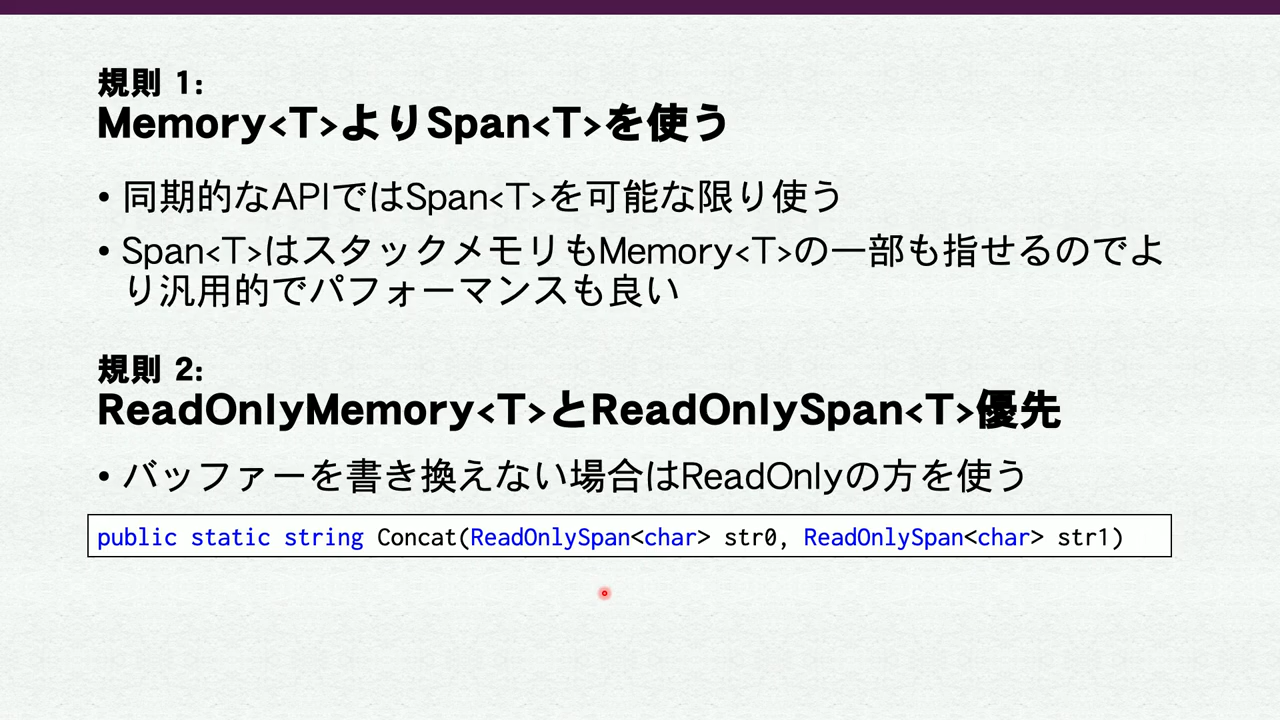 規則 1:
Memory<T>よりSpan<T>を使う
• 同期的なAPIではSpan<T>を可能な限り使う
• Span<T>はスタックメモリもMemory<T>の一部も指せるのでよ
り汎用的でパフォーマンスも良い
規則 2:
ReadOnlyMemory<T>とReadOnlySpan<T>優先
• バッファーを書き換えない場合はReadOnlyの方を使う
public static string Concat(ReadOnlySpan<char> str0, ReadOnlySpan<char> str1)